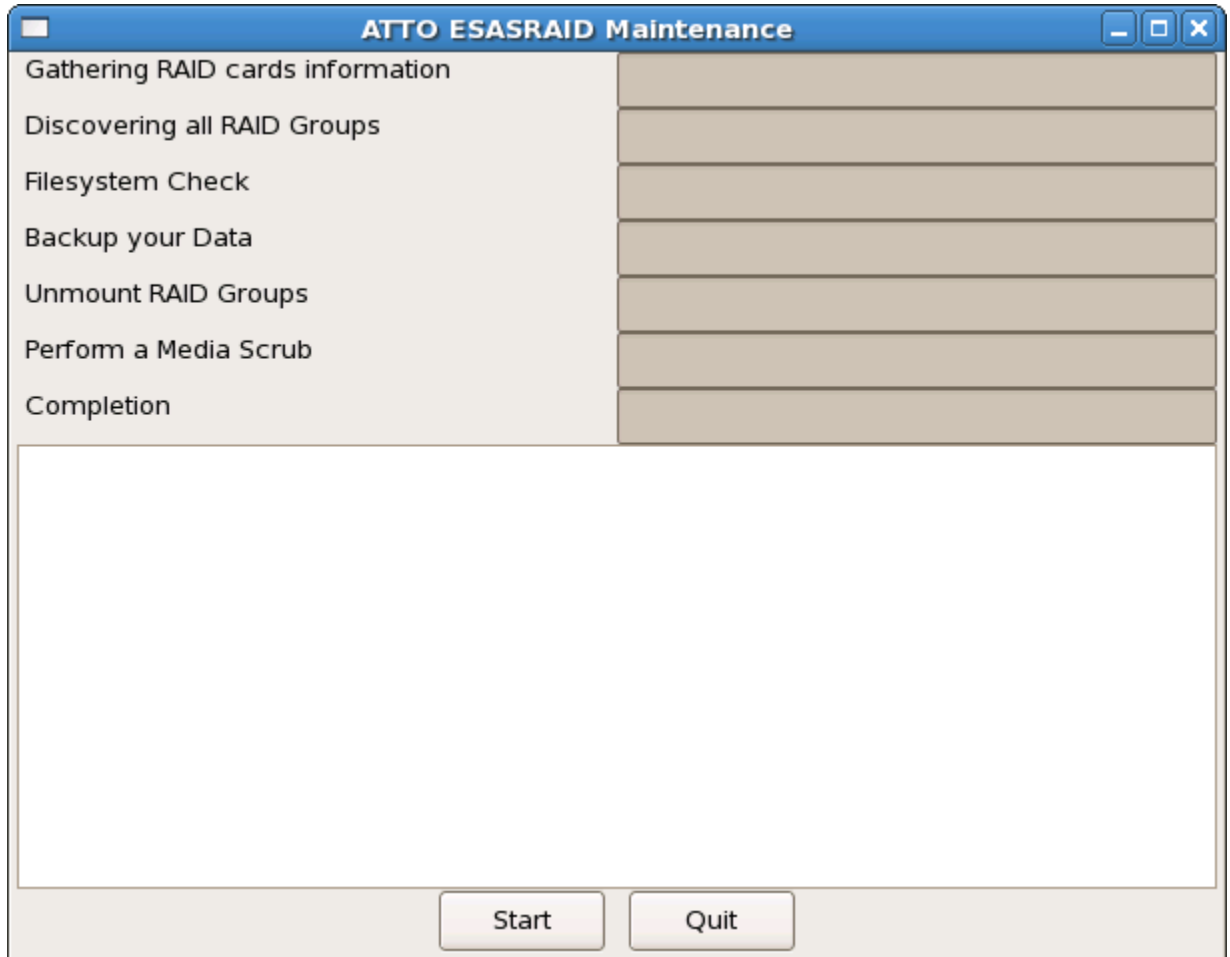 ATTO ESASRAID Maintenance
Gathering RAID cards information
Discovering all RAID Groups
Filesystem Check
Backup your Data
Unmount RAID Groups
Perform a Media Scrub
Completion
Start Quit